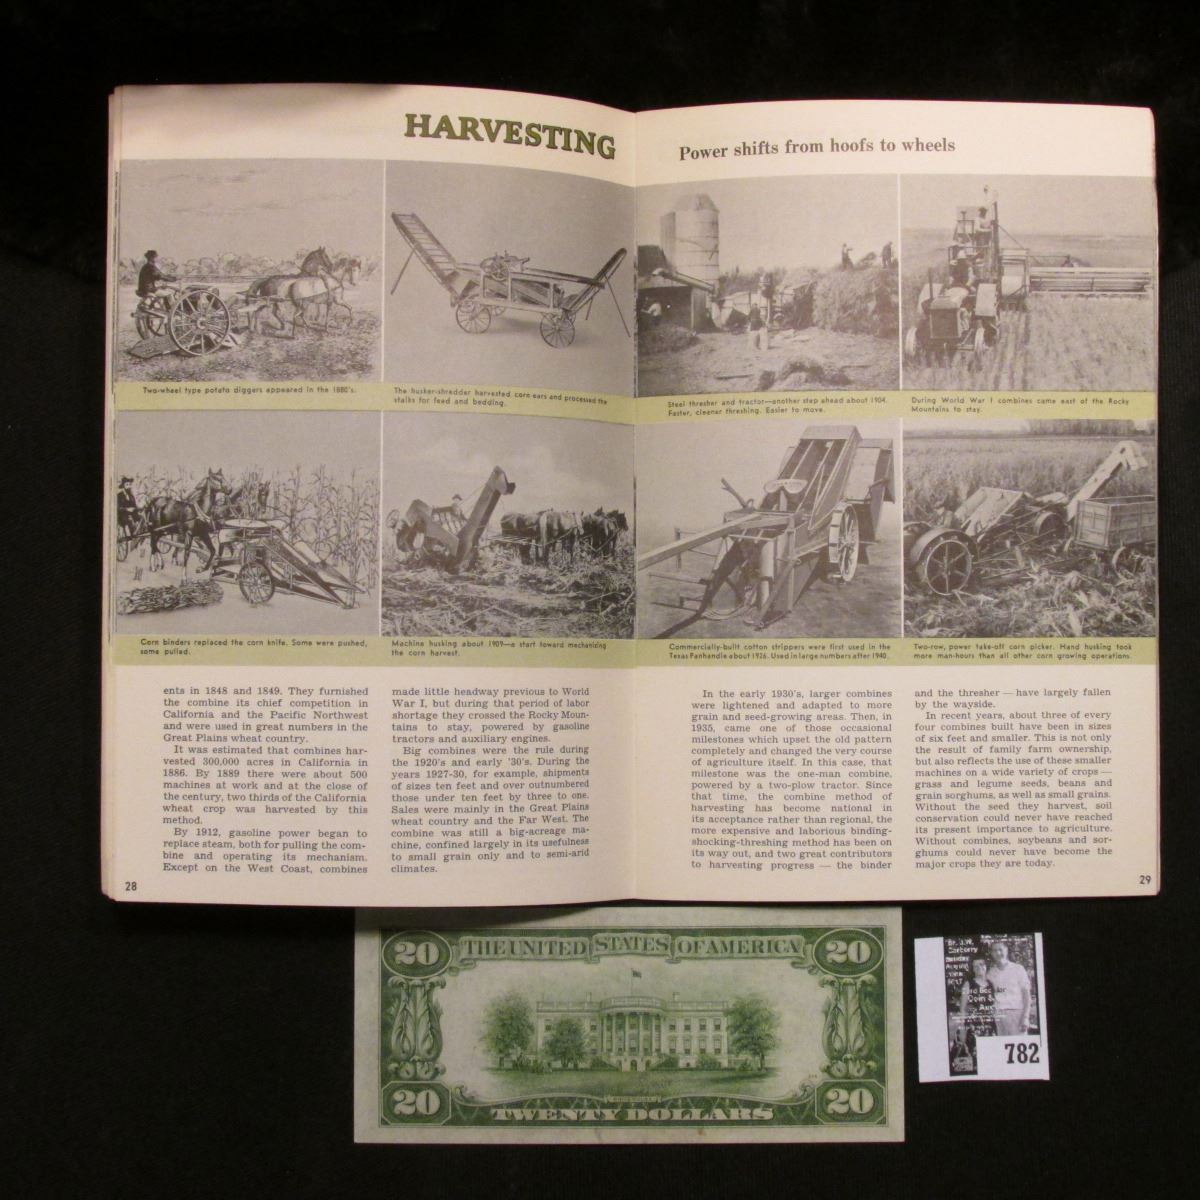 HARVESTING
Two-wheel type potato diggers appeared in the 1880's.
The husker-shredder harvested corn ears and processed the
stalks for feed and bedding.
Corn binders replaced the corn knife. Some were pushed,
some pulled.
Machine husking about 1909—a start toward mechanizing
the corn harvest.
ents in 1848 and 1849. They furnished
the combine its chief competition in
California and the Pacific Northwest
and were used in great numbers in the
Great Plains wheat country.
It was estimated that combines har-
vested 300,000 acres in California in
1886. By 1889 there were about 500
machines at work and at the close of
the century, two thirds of the California
wheat crop was harvested by this
method.
By 1912, gasoline power began to
replace steam, both for pulling the com-
bine and operating its mechanism.
Except on the West Coast, combines
made little headway previous to World
War I, but during that period of labor
shortage they crossed the Rocky Moun-
tains to stay, powered by gasoline
tractors and auxiliary engines.
Big combines were the rule during
the 1920's and early '30's. During the
years 1927-30, for example, shipments
of sizes ten feet and over outnumbered
those under ten feet by three to one.
Sales were mainly in the Great Plains
wheat country and the Far West. The
combine was still a big-acreage ma-
chine, confined largely in its usefulness
to small grain only and to semi-arid
climates.
28
Power shifts from hoofs to wheels
Steel thresher and tractor—another step ahead about 1904.
Faster, cleaner threshing. Easier to move.
During World War I combines came east of the Rocky
Mountains to stay.
Commercially-built cotton strippers were first used in the
Texas Panhandle about 1926. Used in large numbers after 1940.
Two-row, power take-off corn picker. Hand husking took
more man-hours than all other corn growing operations.
In the early 1930's, larger combines
were lightened and adapted to more
grain and seed-growing areas. Then, in
1935, came one of those occasional
milestones which upset the old pattern
completely and changed the very course
of agriculture itself. In this case, that
milestone was the one-man combine,
powered by a two-plow tractor. Since
that time, the combine method of
harvesting has become national in
its acceptance rather than regional, the
more expensive and laborious binding-
shocking-threshing method has been on
its way out, and two great contributors
to harvesting progress — the binder
and the thresher — have largely fallen
by the wayside.
In recent years, about three of every
four combines built have been in sizes
of six feet and smaller. This is not only
the result of family farm ownership,
but also reflects the use of these smaller
machines on a wide variety of crops —
grass and legume seeds, beans and
grain sorghums, as well as small grains.
Without the seed they harvest, soil
conservation could never have reached
its present importance to agriculture.
Without combines, soybeans and sor-
ghums could never have become the
major crops they are today.
29
20 THE UNITED STATES OF AMERICA 20
20 TWENTY DOLLARS 20
782